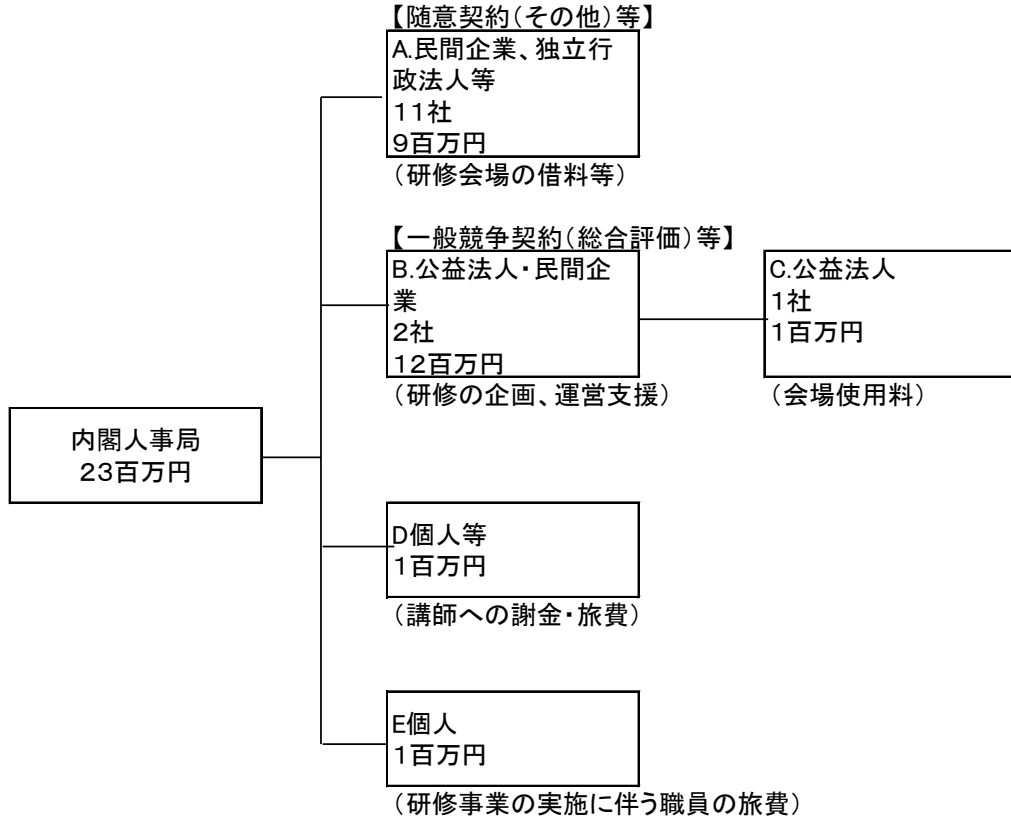 【随意契約(その他)等】
A.民間企業、独立行
政法人等
11社
9百万円
(研修会場の借料等)
【一般競争契約(総合評価)等】
B.公益法人・民間企
業
2社
12百万円
(研修の企画、運営支援)
C.公益法人
1社
1百万円
(会場使用料)
内閣人事局
23百万円
D個人等
1百万円
(講師への謝金・旅費)
E個人
1百万円
(研修事業の実施に伴う職員の旅費)